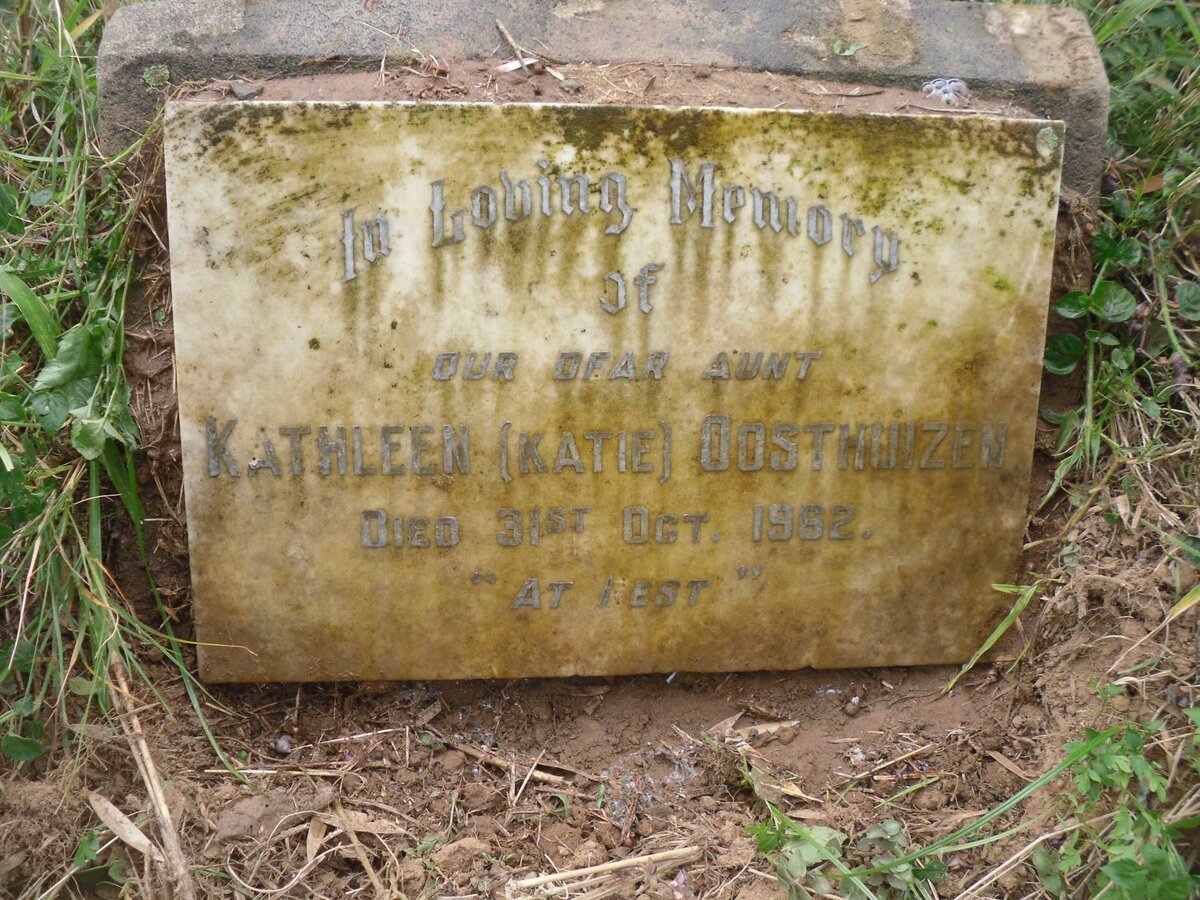 In Loving Memory
of
OUR DEAR AUNT
KATHLEEN (KATIE) OOSTHUIZEN
DIED 31ST OCT. 1962.
"AT REST"